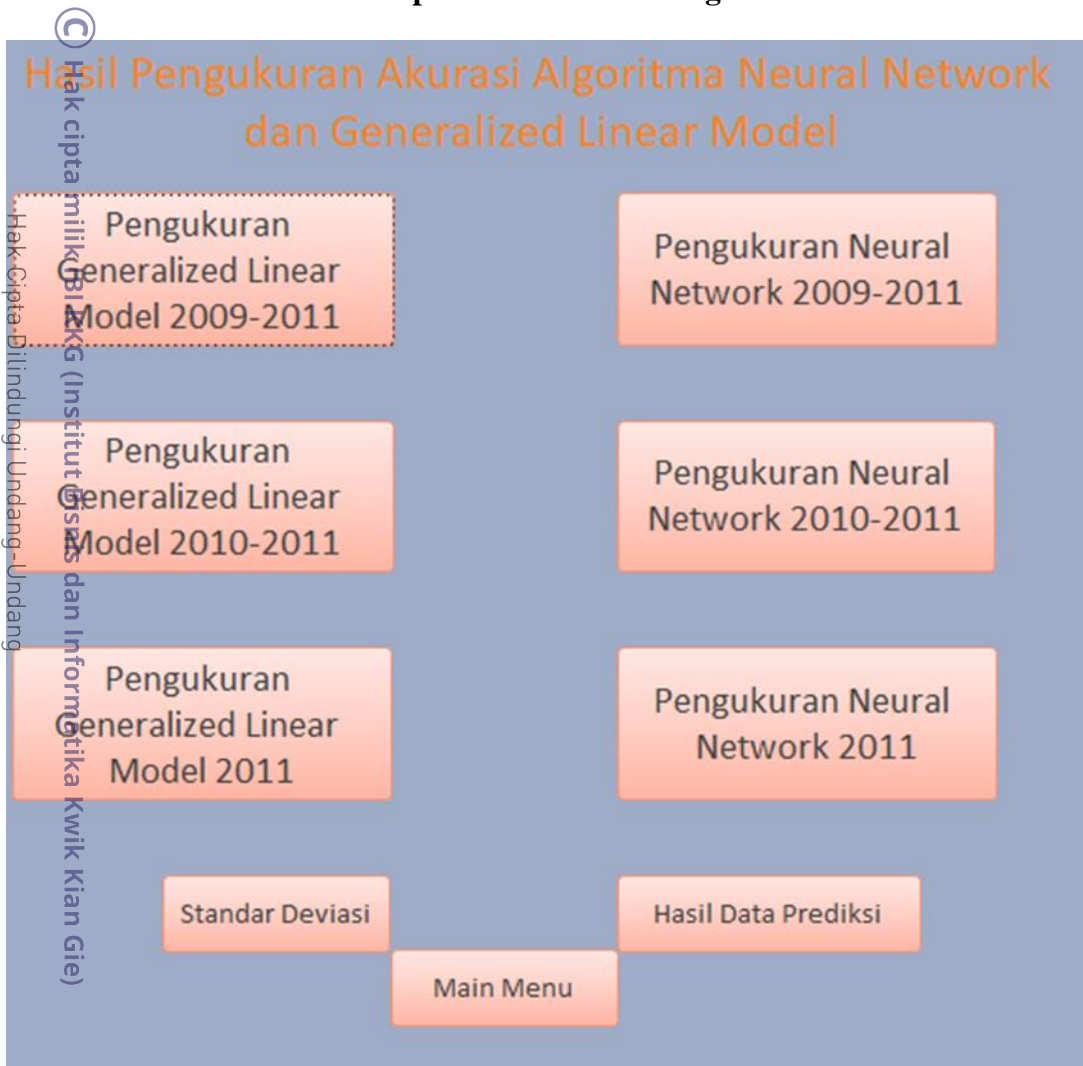 Hasil Pengukuran Akurasi Algoritma Neural Network
dan Generalized Linear Model
Pengukuran
Generalized Linear
Model 2009-2011
Pengukuran Neural
Network 2009-2011
Pengukuran
Generalized Linear
Model 2010-2011
Pengukuran Neural
Network 2010-2011
Pengukuran
Generalized Linear
Model 2011
Pengukuran Neural
Network 2011
Standar Deviasi
Hasil Data Prediksi
Main Menu
© Hak cipta milik IBI KKG (Institut Bisnis dan Informatika Kwik Kian Gie)
Hak Cipta Dilindungi Undang-Undang